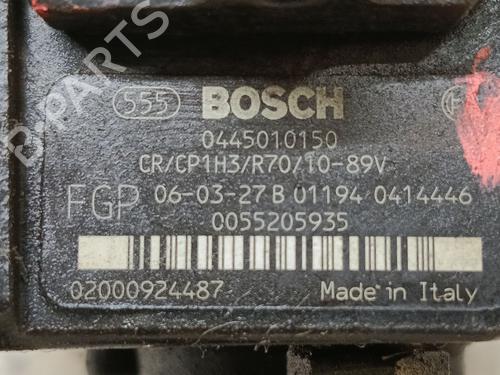 555 BOSCH
0445010150
CR/CP1H3/R70/10-89V
FGP 06-03-27 B 01194 0414446
0055205935
02000924487 Made in Italy
B-Parts